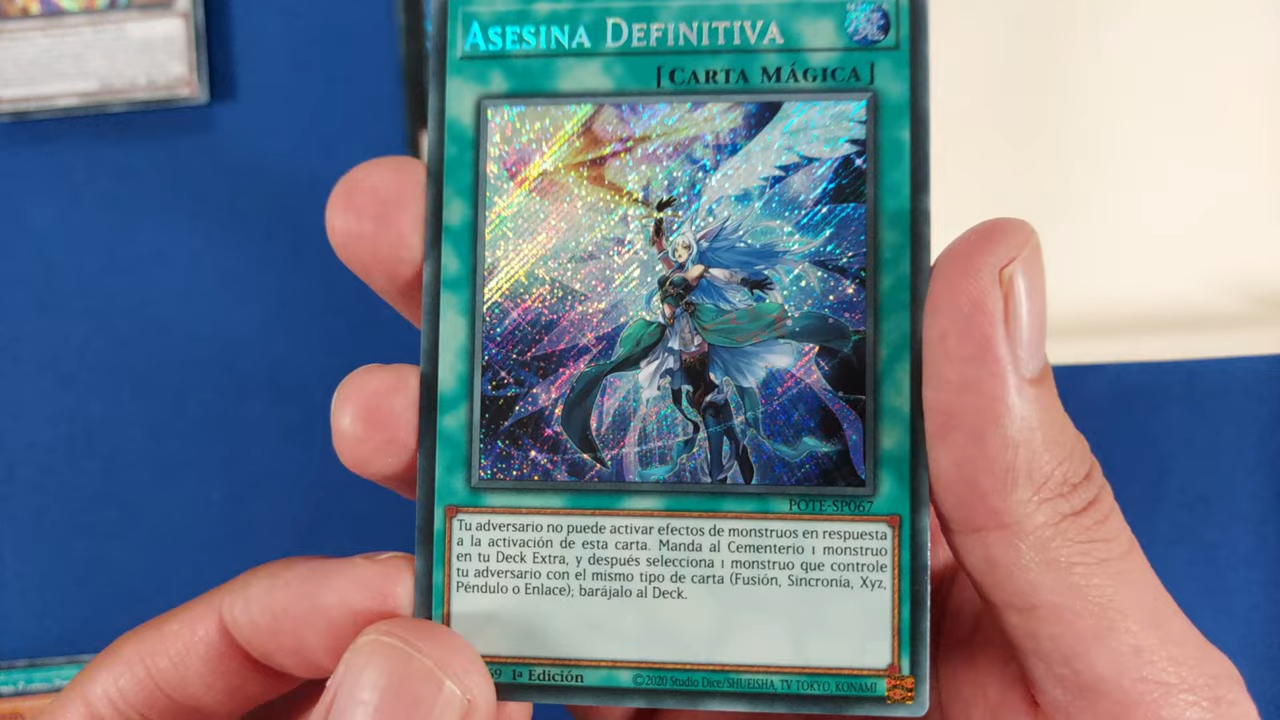 ASESINA DEFINITIVA
[CARTA MÁGICA]
POTE-SP067
Tu adversario no puede activar efectos de monstruos en respuesta
a la activación de esta carta. Manda al Cementerio 1 monstruo
en tu Deck Extra, y después selecciona 1 monstruo que controle
tu adversario con el mismo tipo de carta (Fusión, Sincronía, Xyz,
Péndulo o Enlace); barájalo al Deck.
69 1ª Edición
©2020 Studio Dice/SHUEISHA, TV TOKYO, KONAMI